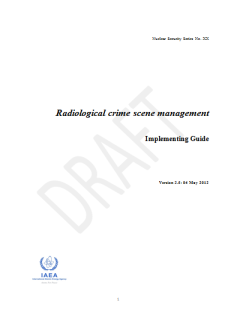 Nuclear Security Series No. XX
Radiological crime scene management
Implementing Guide
DRAFT
Version 2.5: 04 May 2012
IAEA
1